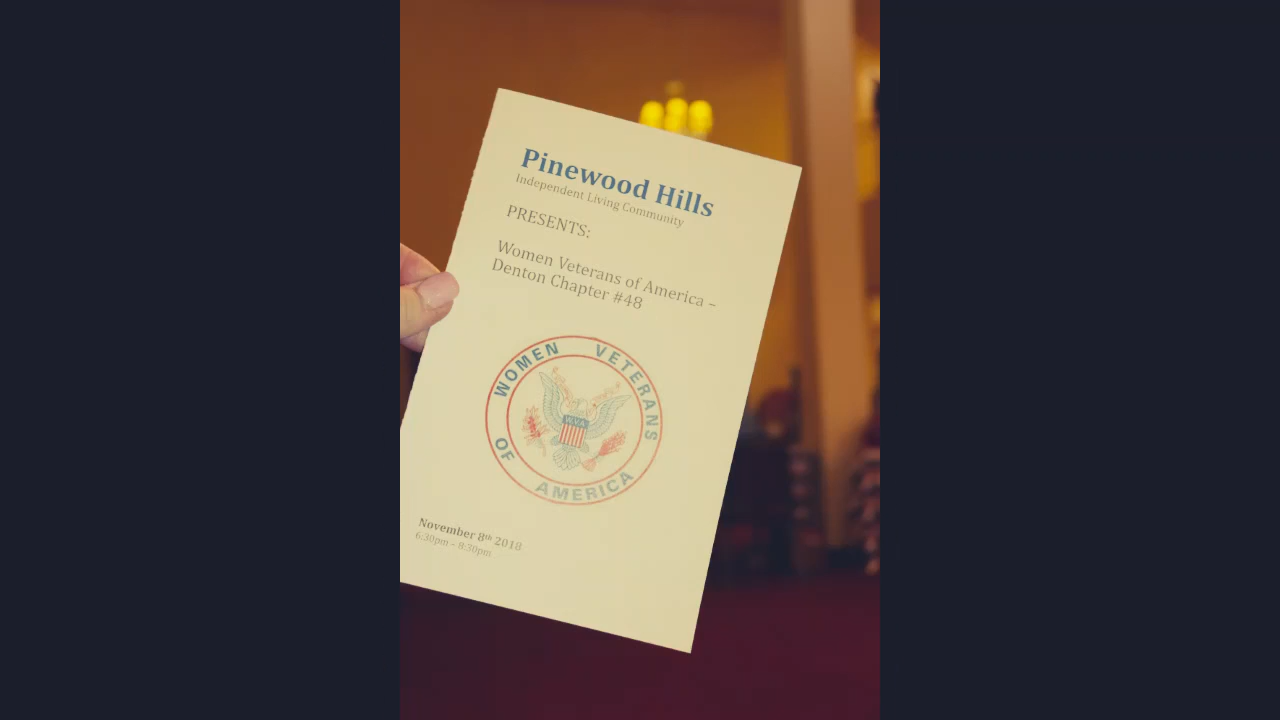 Pinewood Hills
Independent Living Community
PRESENTS:
Women Veterans of America –
Denton Chapter #48
WOMEN VETERANS
OF AMERICA
WVA
November 8th 2018
6:30pm – 8:30pm